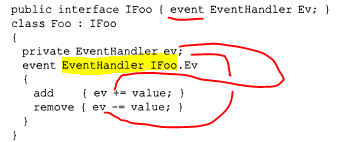 public interface IFoo { event EventHandler Ev; }
class Foo : IFoo
{
  private EventHandler ev;
  event EventHandler IFoo.Ev
  {
    add    { ev += value; }
    remove { ev -= value; }
  }
}